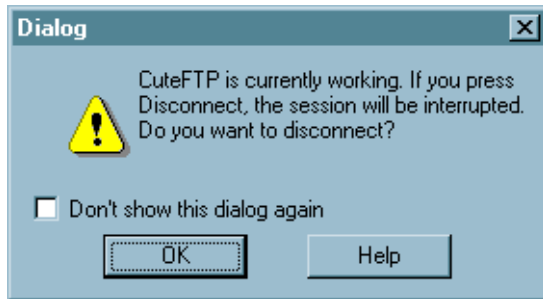 Dialog
CuteFTP is currently working. If you press
Disconnect, the session will be interrupted.
Do you want to disconnect?
Don't show this dialog again
OK
Help